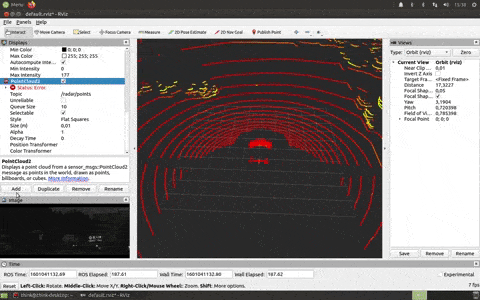 Menu
15:10
default.rviz* - RViz
File Panels Help
Interact Move Camera Select Focus Camera Measure 2D Pose Estimate 2D Nav Goal Publish Point
Displays
Min Color 0; 0; 0
Max Color 255; 255; 255
Autocompute Inte...
Min Intensity 0
Max Intensity 177
PointCloud2
Status: Error
Topic /radar/points
Unreliable
Queue Size 10
Selectable
Style Flat Squares
Size (m) 0,01
Alpha 1
Decay Time 0
Position Transformer
Color Transformer
PointCloud2
Displays a point cloud from a sensor_msgs::PointCloud2
message as points in the world, drawn as points,
billboards, or cubes. More Information.
Add Duplicate Remove Rename
Image
Views
Type: Orbit (rviz) Zero
Current View Orbit (rviz)
Near Clip ... 0,01
Invert Z Axis
Target Fra... <Fixed Frame>
Distance 17,3227
Focal Shap... 0,05
Focal Shap...
Yaw 3,1904
Pitch 0,720398
Field of Vi... 0,785398
Focal Point 0; 0; 0
Save Remove Rename
Time
ROS Time: 1601041132.69 ROS Elapsed: 187.61 Wall Time: 1601041132.80 Wall Elapsed: 187.62 Experimental
Reset Left-Click: Rotate. Middle-Click: Move X/Y. Right-Click/Mouse Wheel: Zoom. Shift: More options. 7 fps
think@think-desktop: ~ default.rviz* - RViz